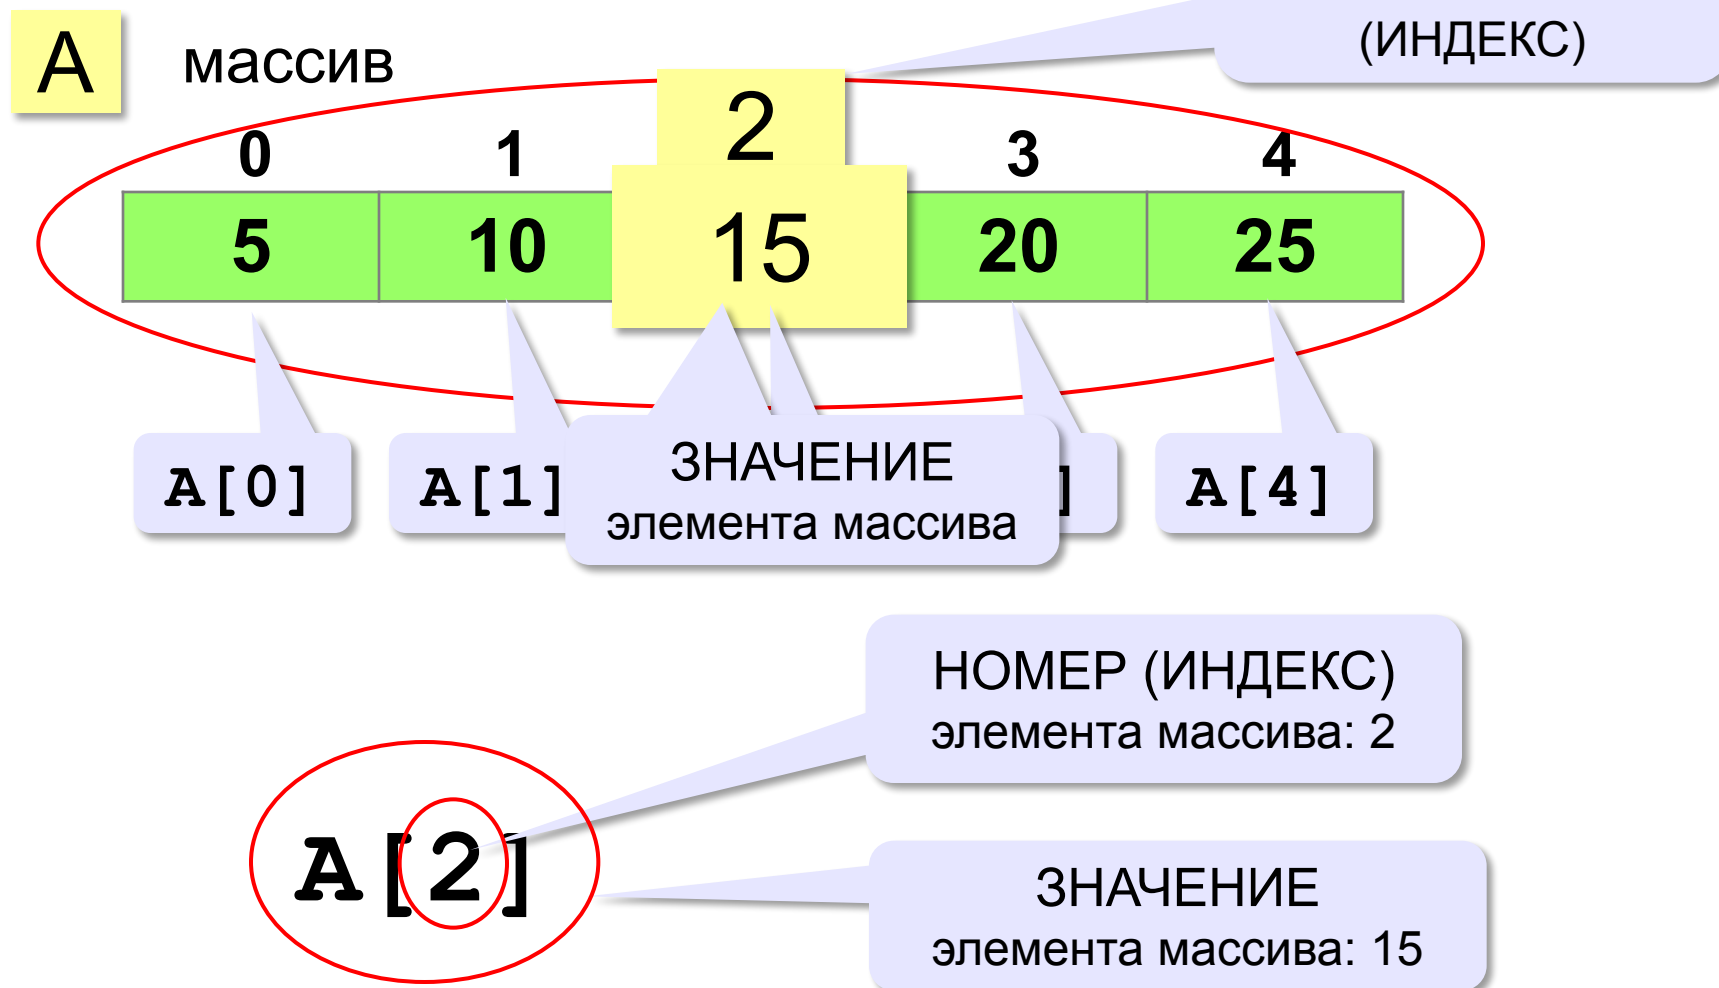 (ИНДЕКС)
A массив
0 1 2 3 4
5 10 15 20 25
A[0] A[1] ] A[4]
ЗНАЧЕНИЕ
элемента массива
НОМЕР (ИНДЕКС)
элемента массива: 2
A[2]
ЗНАЧЕНИЕ
элемента массива: 15